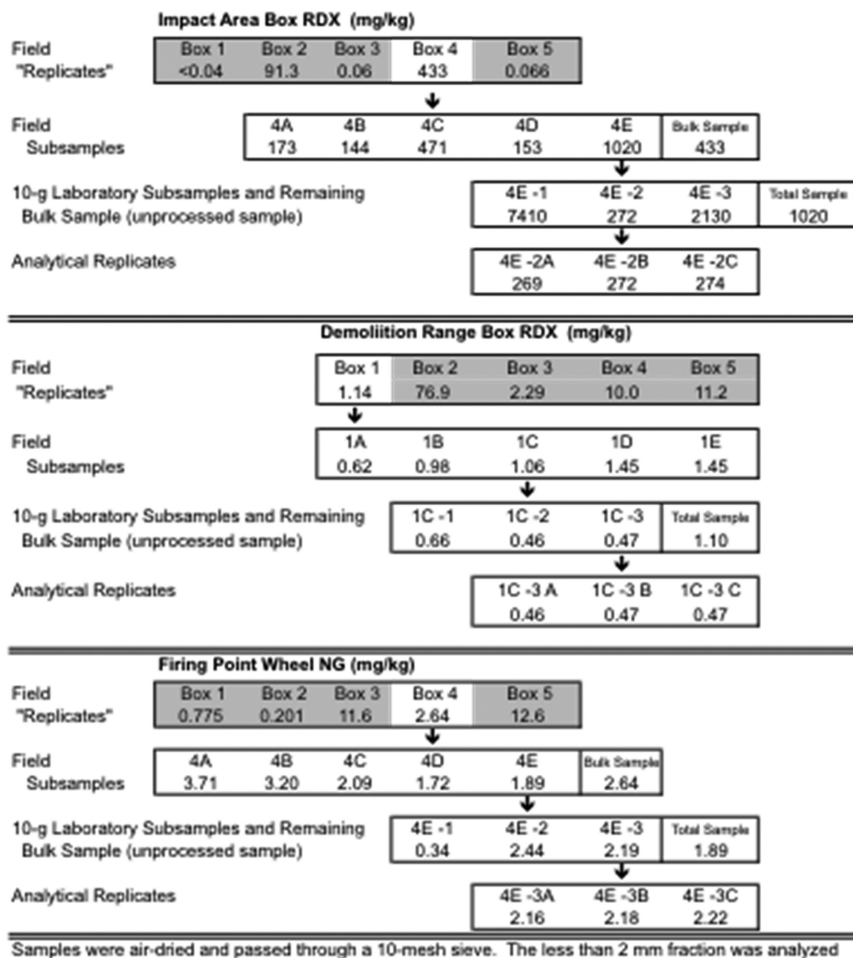 Impact Area Box RDX (mg/kg)
Field Box 1 Box 2 Box 3 Box 4 Box 5
"Replicates" <0.04 91.3 0.06 433 0.066
Field 4A 4B 4C 4D 4E Bulk Sample
Subsamples 173 144 471 153 1020 433
10-g Laboratory Subsamples and Remaining 4E -1 4E -2 4E -3 Total Sample
Bulk Sample (unprocessed sample) 7410 272 2130 1020
Analytical Replicates 4E -2A 4E -2B 4E -2C
269 272 274
Demoliition Range Box RDX (mg/kg)
Field Box 1 Box 2 Box 3 Box 4 Box 5
"Replicates" 1.14 76.9 2.29 10.0 11.2
Field 1A 1B 1C 1D 1E
Subsamples 0.62 0.98 1.06 1.45 1.45
10-g Laboratory Subsamples and Remaining 1C -1 1C -2 1C -3 Total Sample
Bulk Sample (unprocessed sample) 0.66 0.46 0.47 1.10
Analytical Replicates 1C -3 A 1C -3 B 1C -3 C
0.46 0.47 0.47
Firing Point Wheel NG (mg/kg)
Field Box 1 Box 2 Box 3 Box 4 Box 5
"Replicates" 0.775 0.201 11.6 2.64 12.6
Field 4A 4B 4C 4D 4E Bulk Sample
Subsamples 3.71 3.20 2.09 1.72 1.89 2.64
10-g Laboratory Subsamples and Remaining 4E -1 4E -2 4E -3 Total Sample
Bulk Sample (unprocessed sample) 0.34 2.44 2.19 1.89
Analytical Replicates 4E -3A 4E -3B 4E -3C
2.16 2.18 2.22
Samples were air-dried and passed through a 10-mesh sieve. The less than 2 mm fraction was analyzed